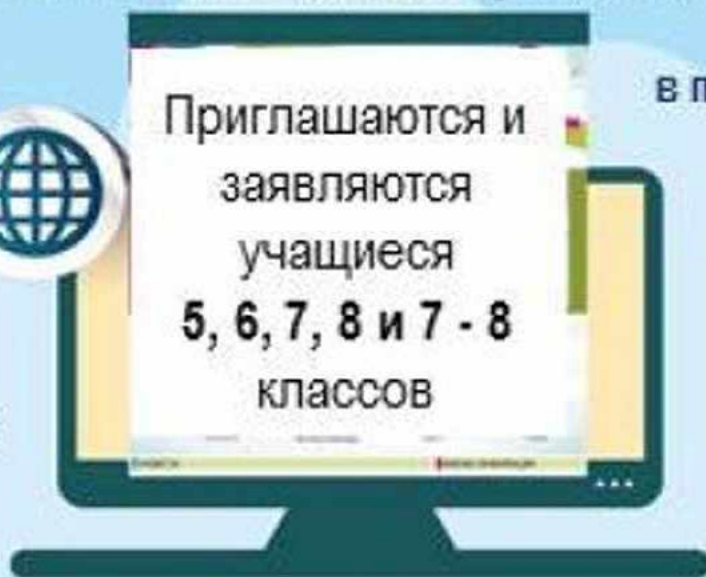 Приглашаются и
заявляются
учащиеся
5, 6, 7, 8 и 7 - 8
классов